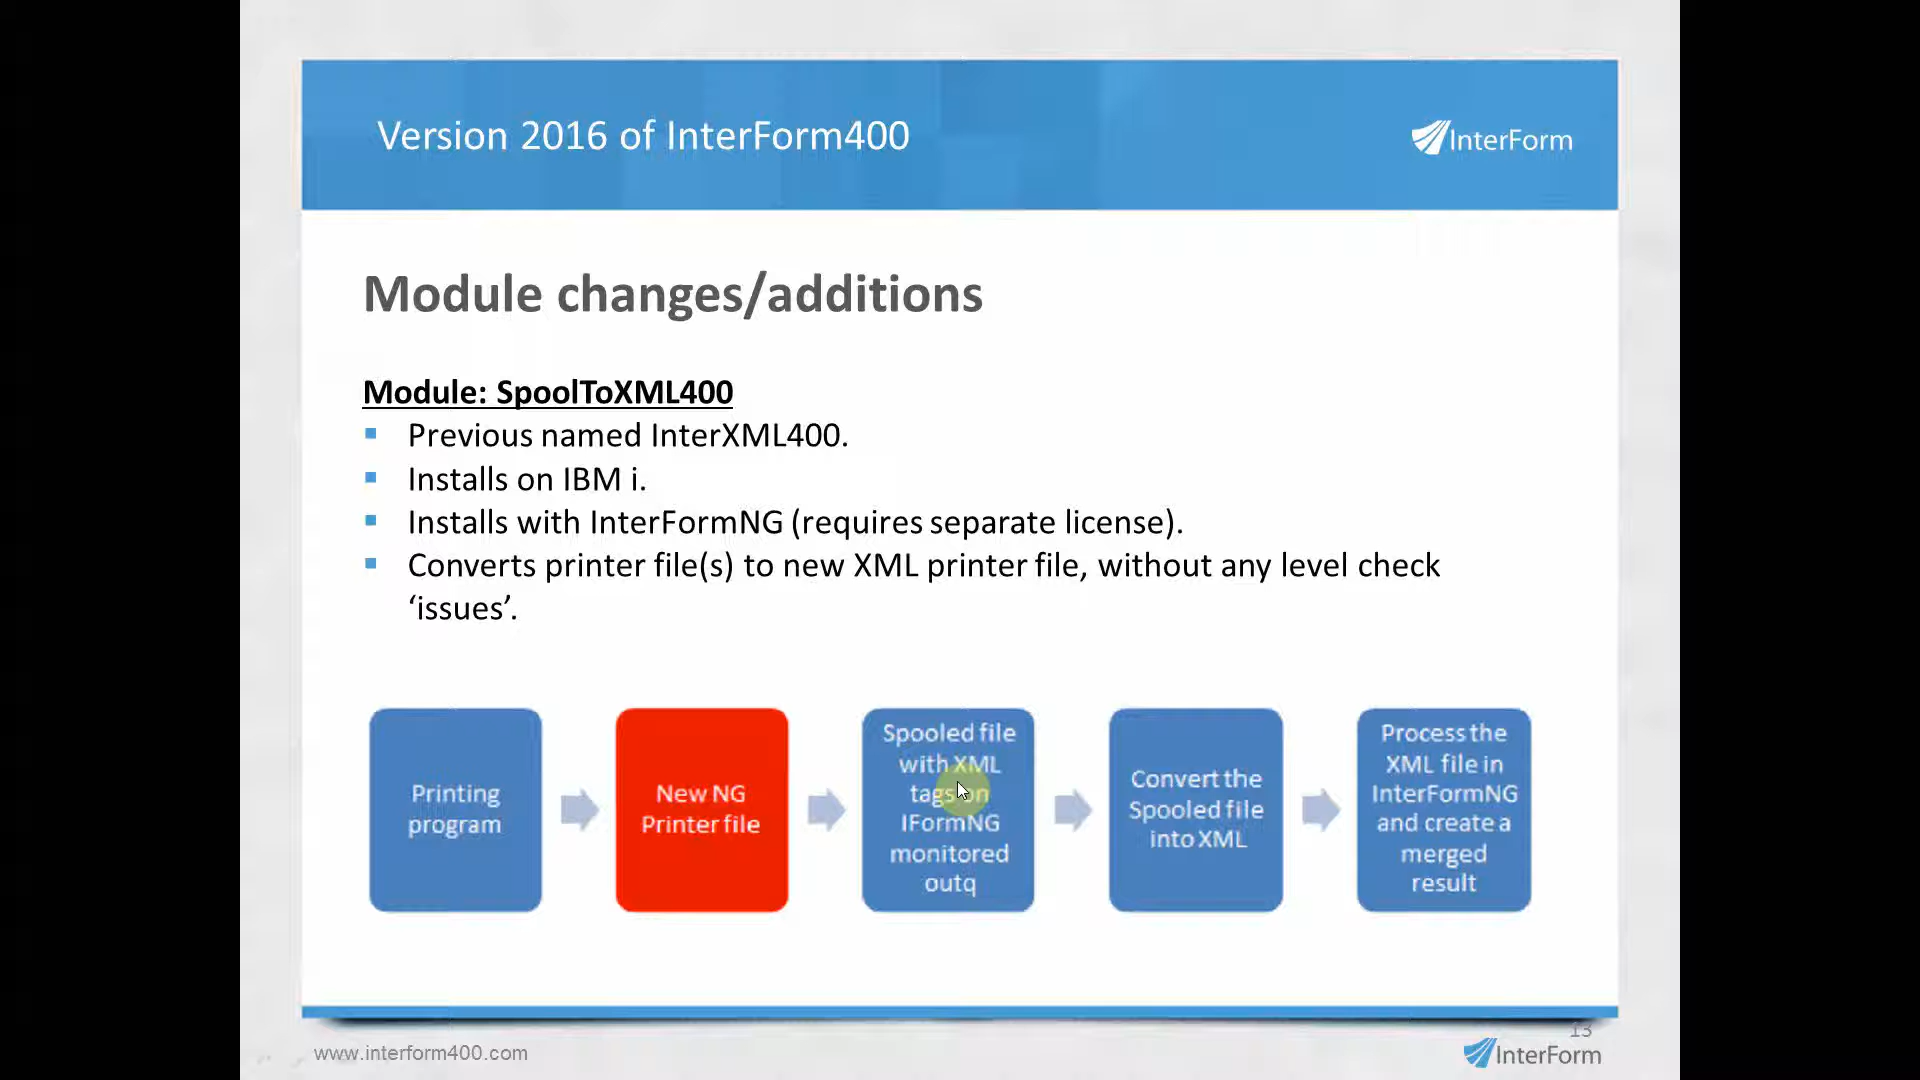 Version 2016 of InterForm400
InterForm
Module changes/additions
Module: SpoolToXML400
Previous named InterXML400.
Installs on IBM i.
Installs with InterFormNG (requires separate license).
Converts printer file(s) to new XML printer file, without any level check
‘issues’.
Printing
program
New NG
Printer file
Spooled file
with XML
tags on
IFormNG
monitored
outq
Convert the
Spooled file
into XML
Process the
XML file in
InterFormNG
and create a
merged
result
13
www.interform400.com
InterForm